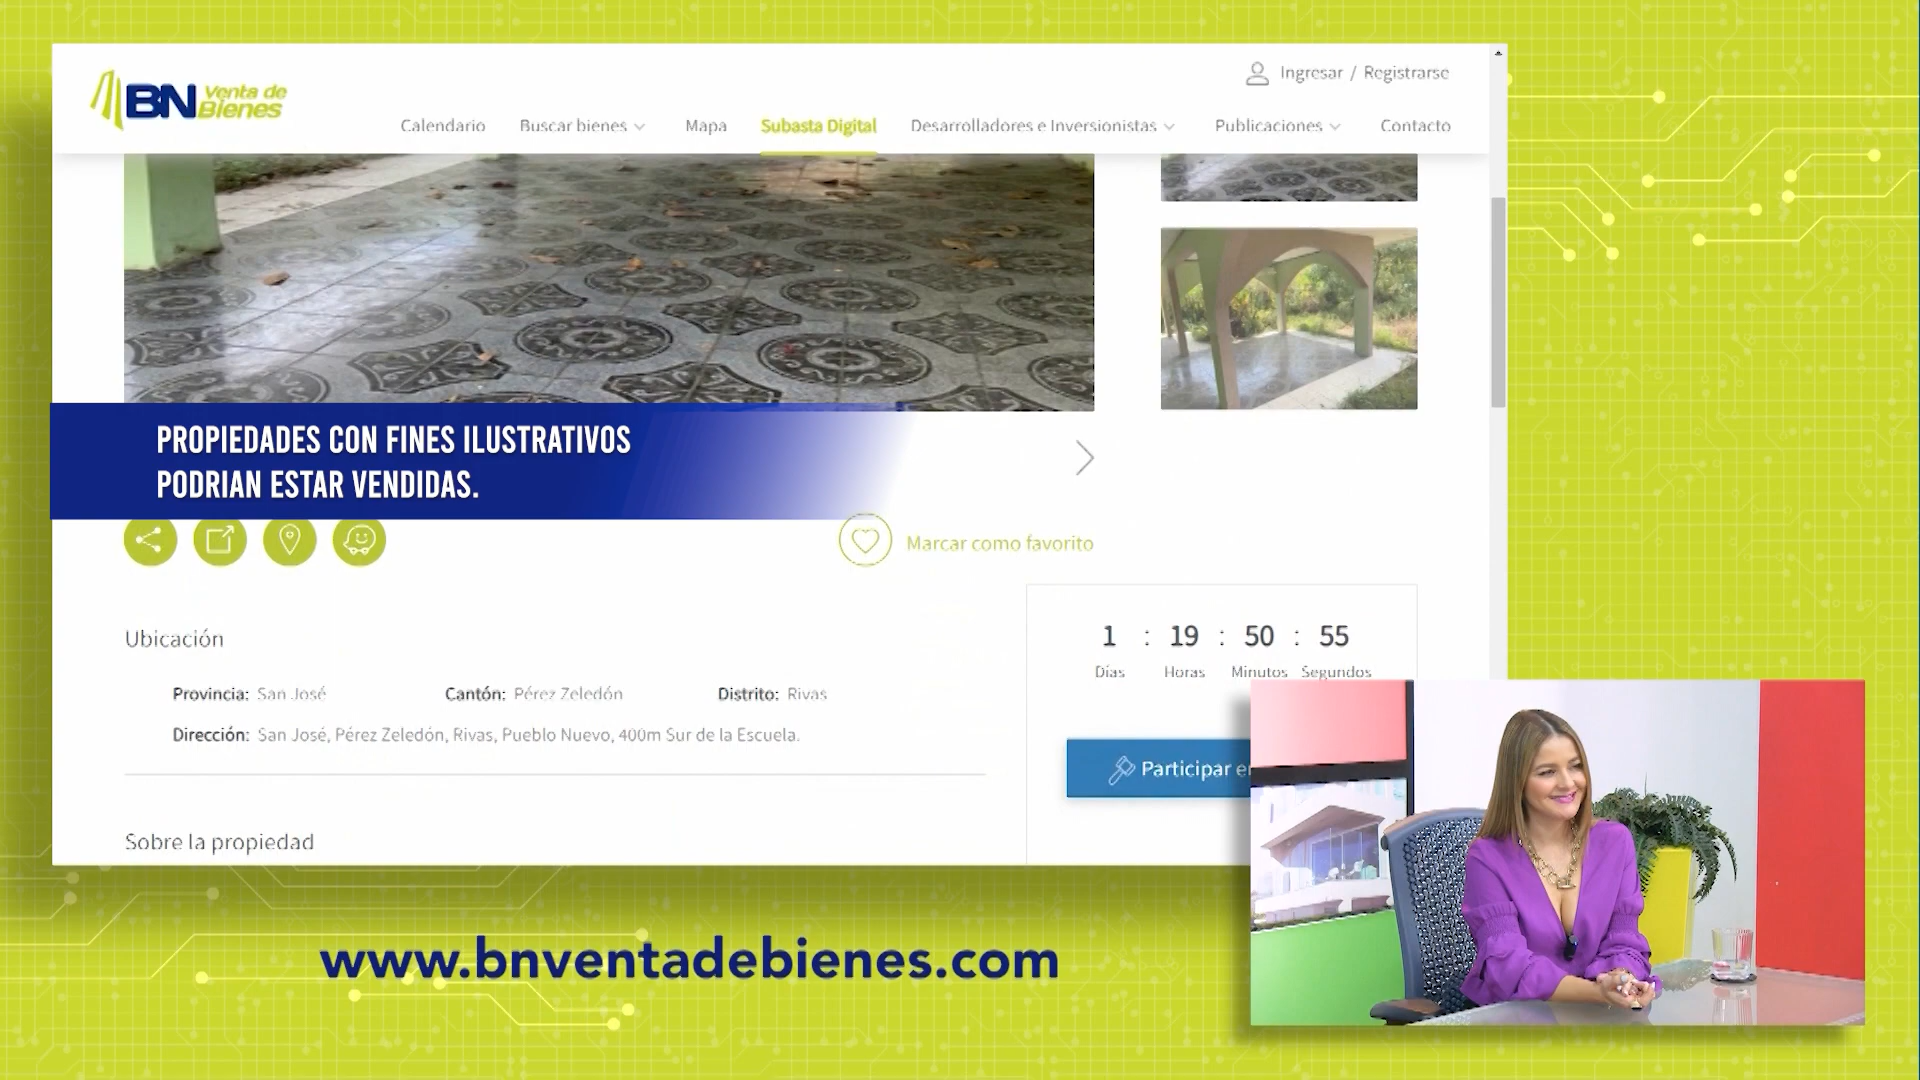 Ingresar / Registrarse
BN Venta de Bienes
Calendario Buscar bienes Mapa Subasta Digital Desarrolladores e Inversionistas Publicaciones Contacto
PROPIEDADES CON FINES ILUSTRATIVOS
PODRIAN ESTAR VENDIDAS.
Marcar como favorito
Ubicación
1 : 19 : 50 : 55
Días Horas Minutos Segundos
Provincia: San José Cantón: Pérez Zeledón Distrito: Rivas
Dirección: San José, Pérez Zeledón, Rivas, Pueblo Nuevo, 400m Sur de la Escuela.
Participar
Sobre la propiedad
www.bnventadebienes.com